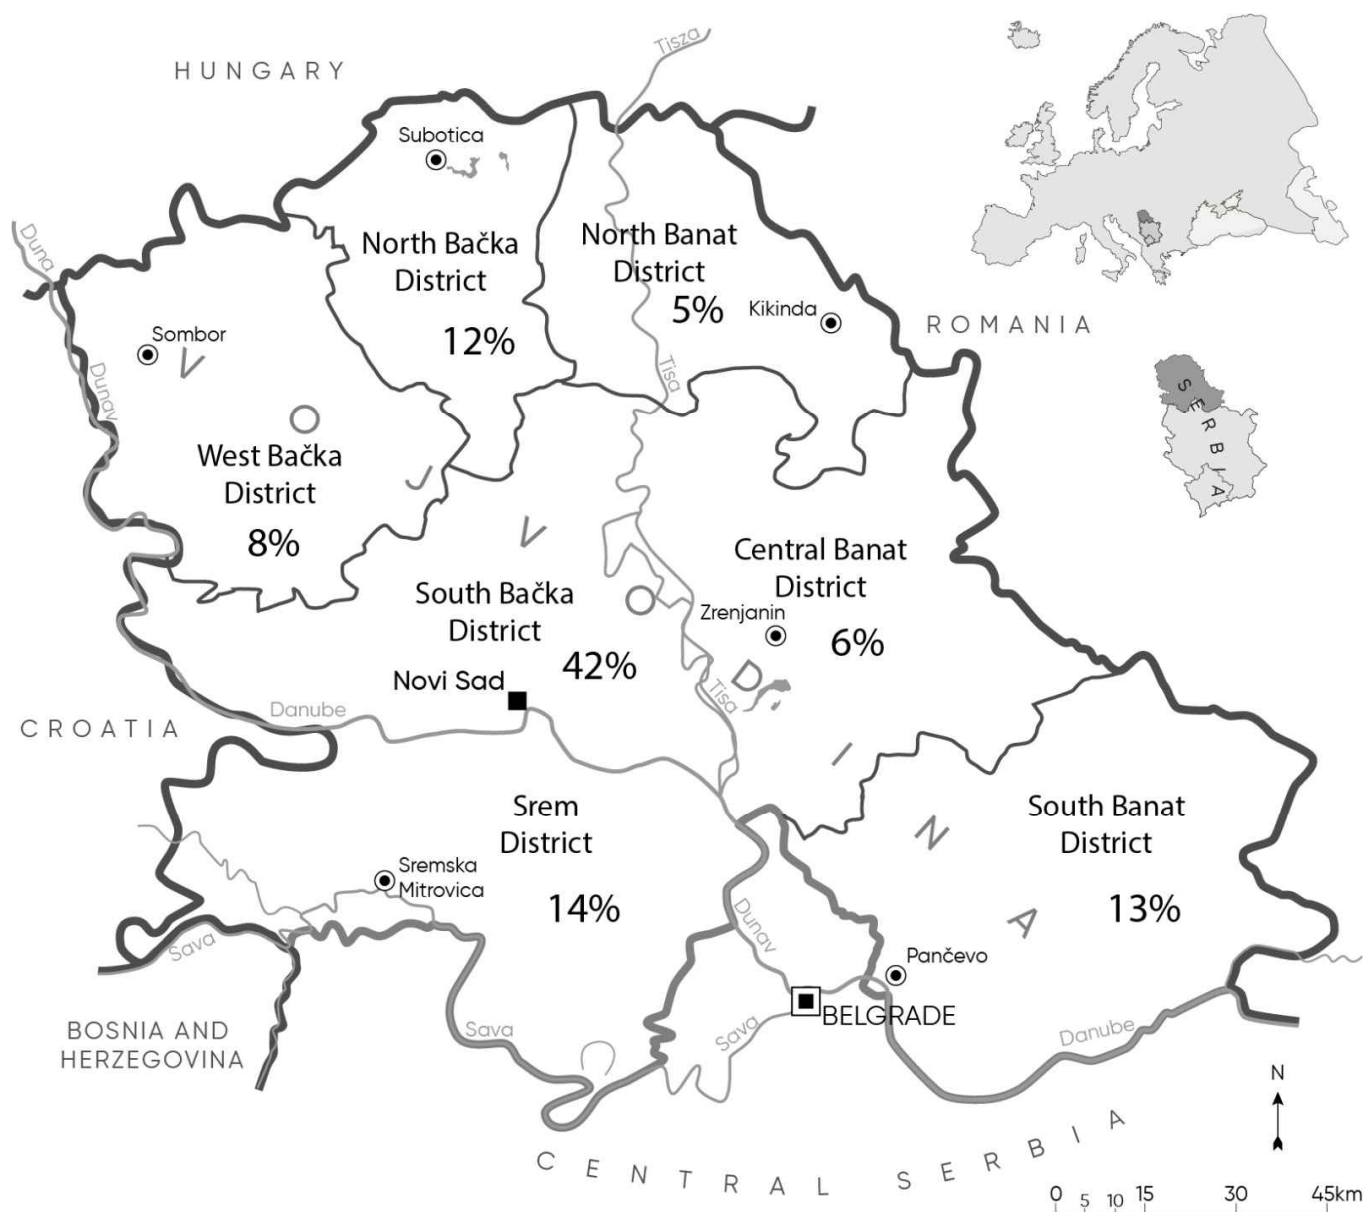 HUNGARY
Tisza
Subotica
North Bačka
District
12%
North Banat
District
5%
Kikinda
ROMANIA
Duna
Sombor
Dunav
Tisa
SERBIA
West Bačka
District
8%
VOJVODINA
Central Banat
District
Zrenjanin
6%
South Bačka
District
42%
Novi Sad
Tisa
Danube
CROATIA
Srem
District
14%
Sremska
Mitrovica
South Banat
District
13%
Sava
Dunav
Pančevo
BELGRADE
BOSNIA AND
HERZEGOVINA
Sava
Sava
Danube
CENTRAL SERBIA
N
0 5 10 15 30 45km